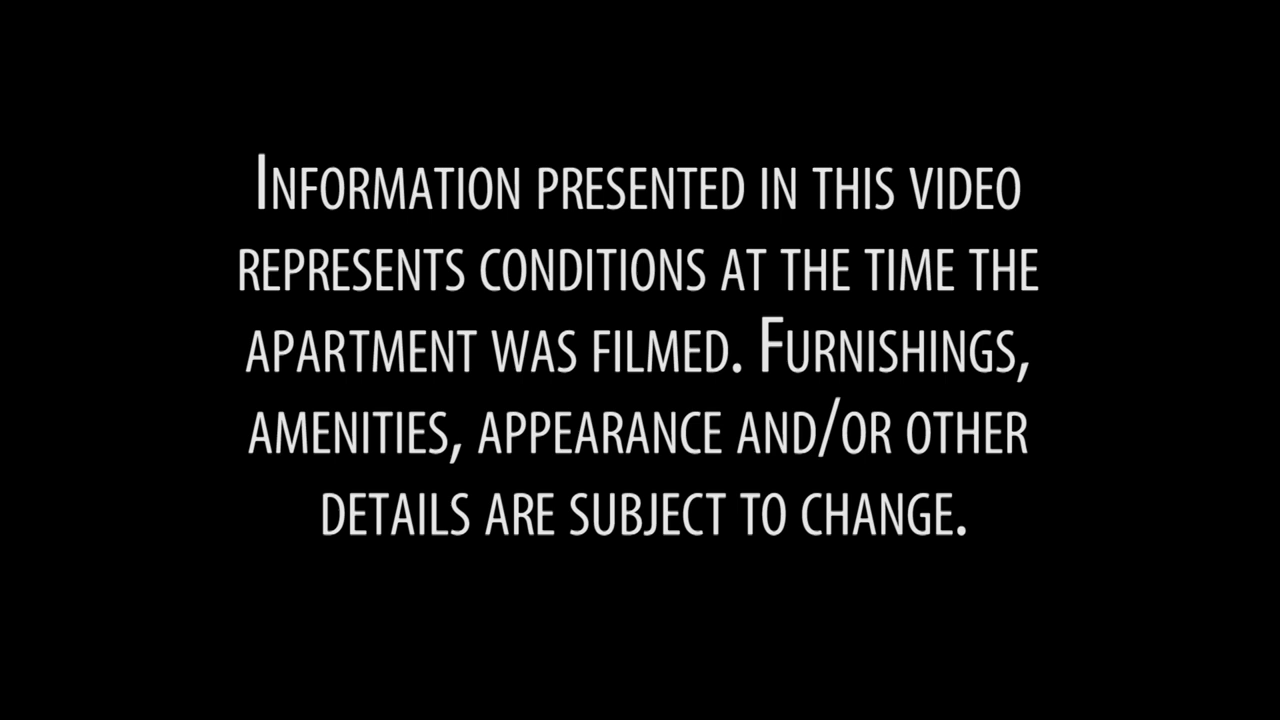 Information presented in this video
represents conditions at the time the
apartment was filmed. Furnishings,
amenities, appearance and/or other
details are subject to change.